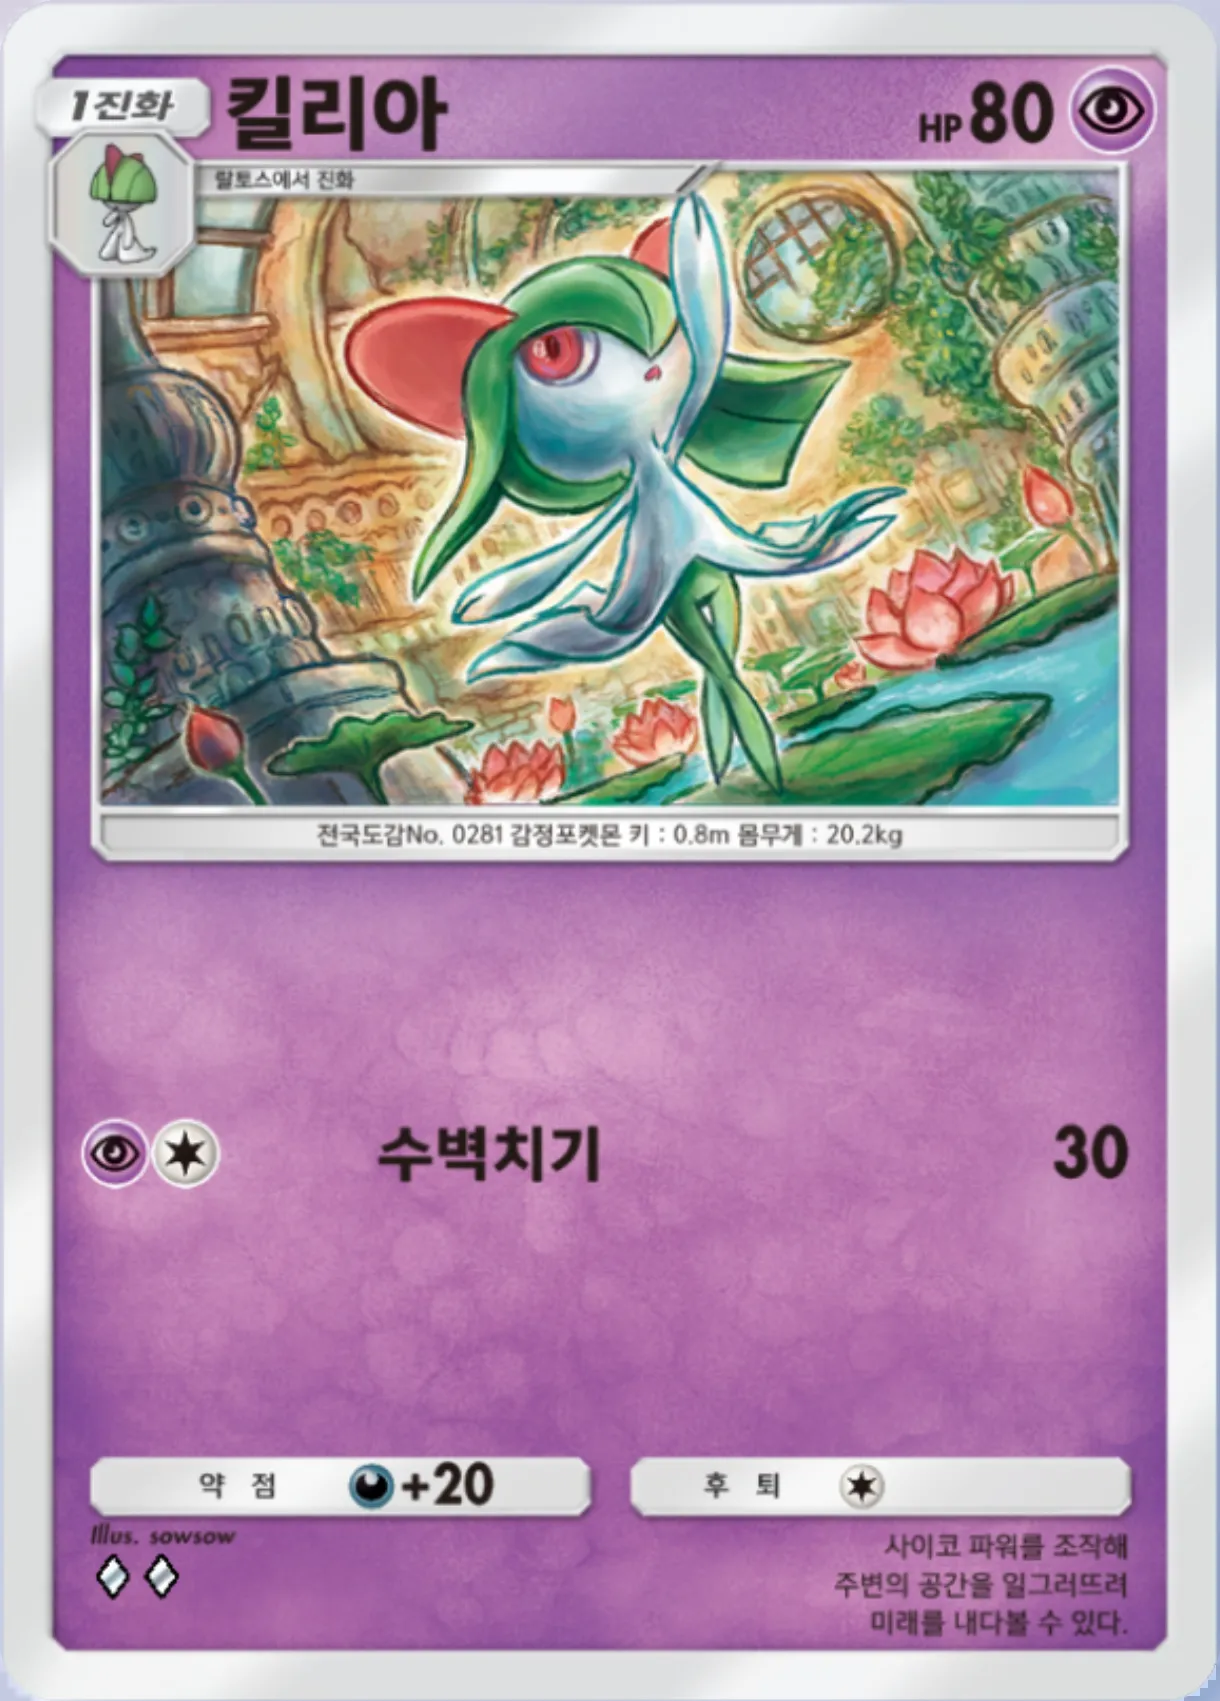 1진화
킬리아
HP 80
랄토스에서 진화
전국도감No. 0281 감정포켓몬 키 : 0.8m 몸무게 : 20.2kg
수벽치기 30
약점 +20
후퇴
Illus. sowsow
사이코 파워를 조작해
주변의 공간을 일그러뜨려
미래를 내다볼 수 있다.